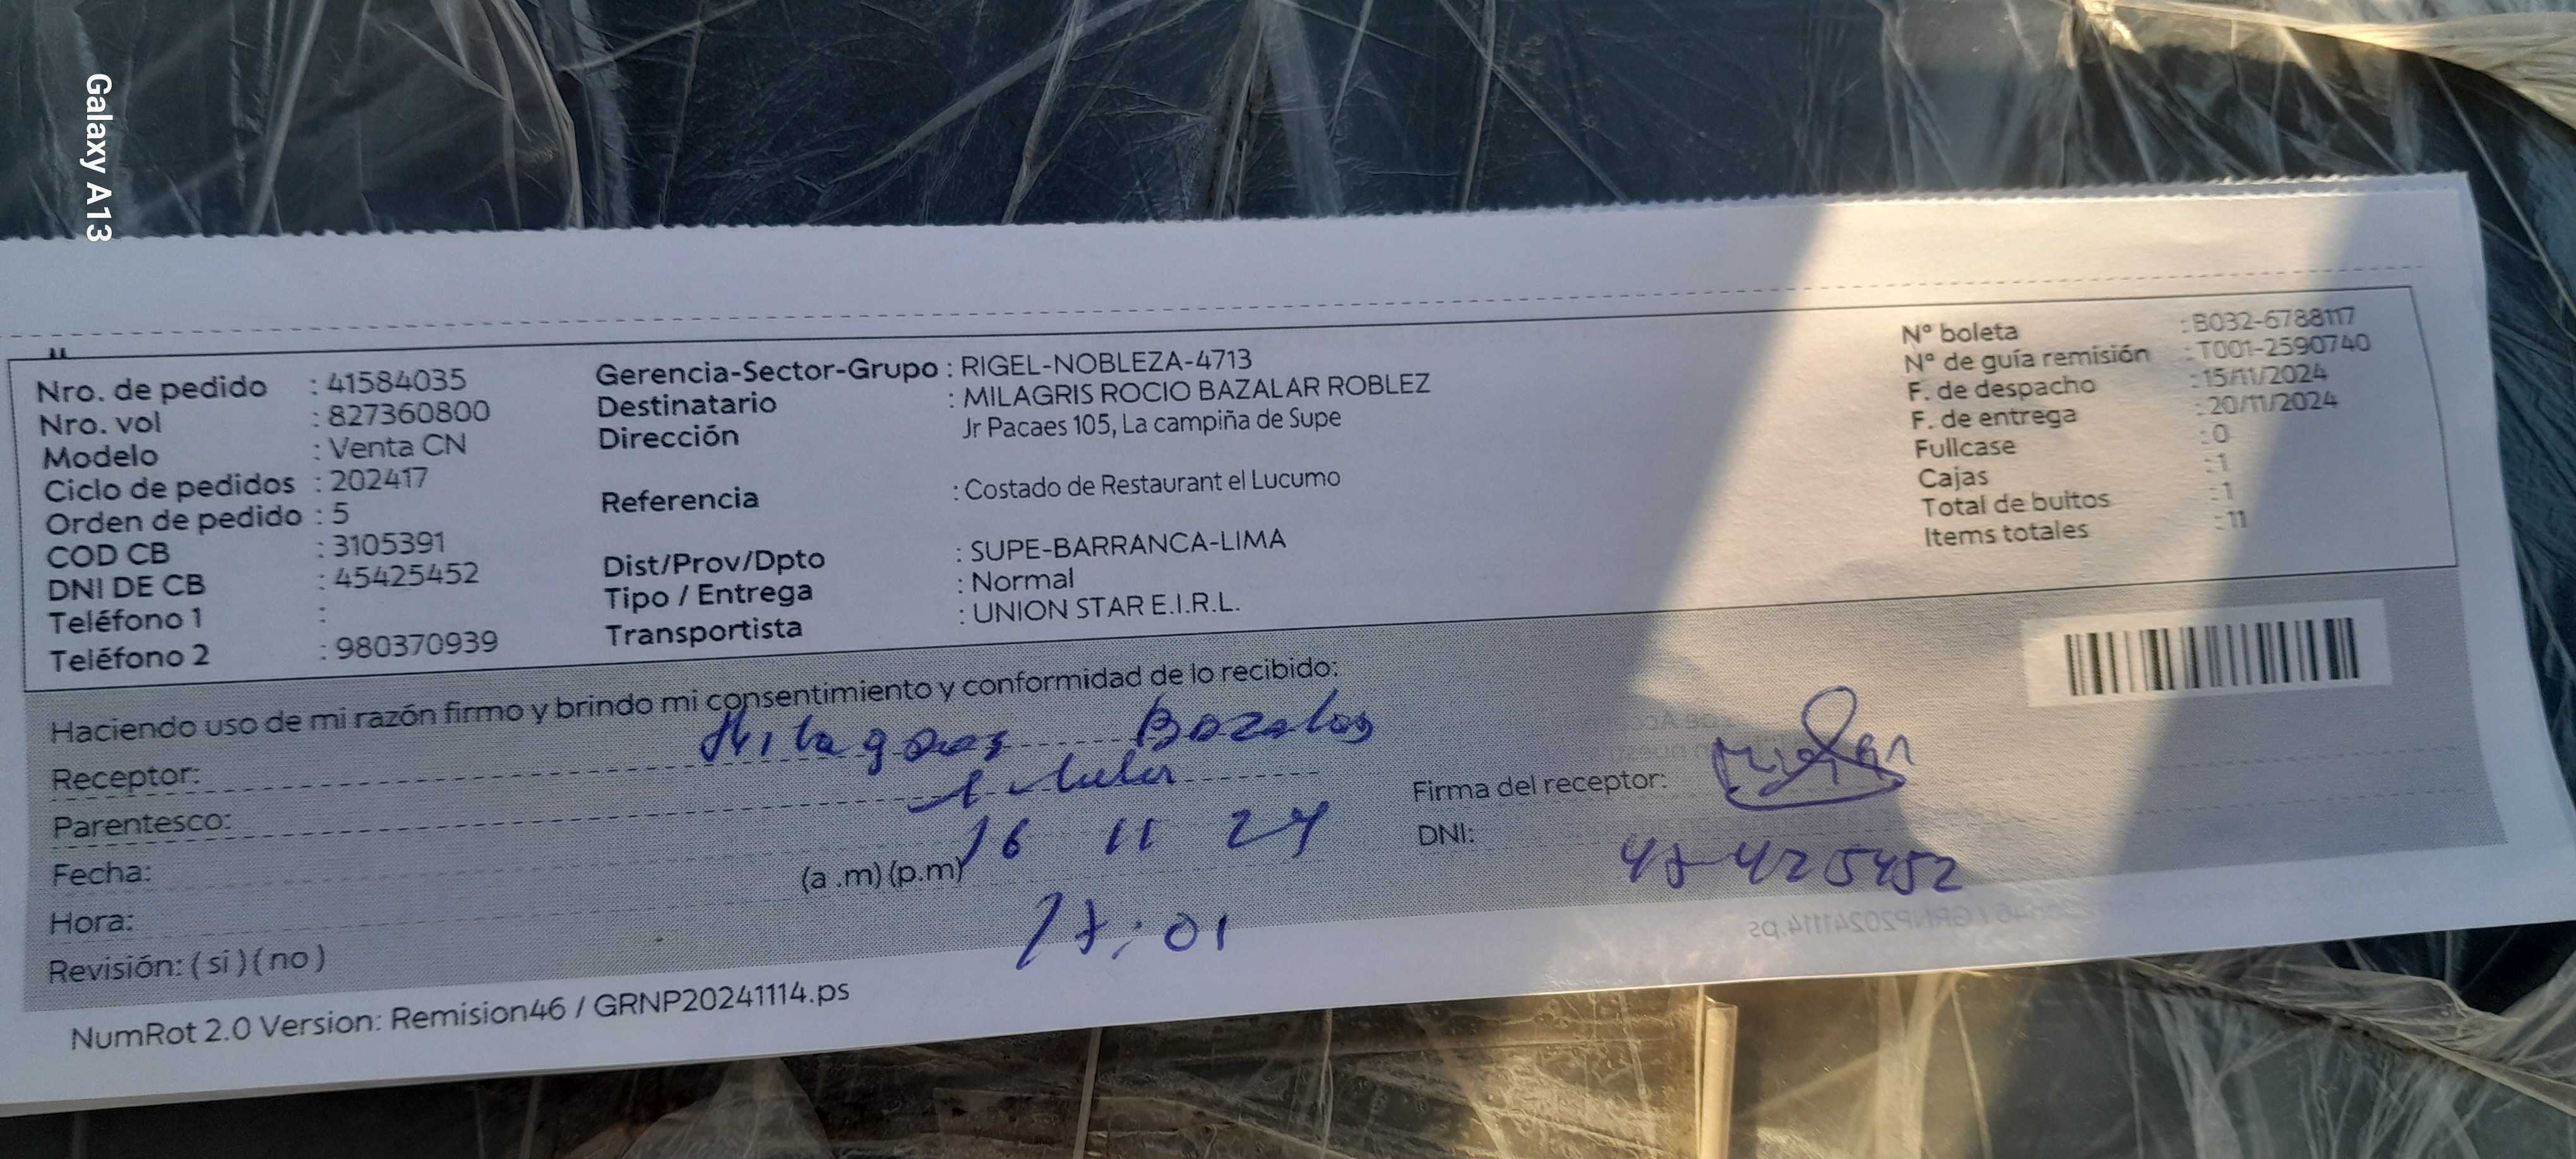 Galaxy A13
Nro. de pedido : 41584035
Nro. vol : 827360800
Modelo : Venta CN
Ciclo de pedidos : 202417
Orden de pedido : 5
COD CB : 3105391
DNI DE CB : 45425452
Teléfono 1 :
Teléfono 2 : 980370939
Gerencia-Sector-Grupo : RIGEL-NOBLEZA-4713
Destinatario : MILAGRIS ROCIO BAZALAR ROBLEZ
Dirección Jr Pacaes 105, La campiña de Supe
Referencia : Costado de Restaurant el Lucumo
Dist/Prov/Dpto : SUPE-BARRANCA-LIMA
Tipo / Entrega : Normal
Transportista : UNION STAR E.I.R.L.
N° boleta : B032-6788117
N° de guía remisión : T001-2590740
F. de despacho : 15/11/2024
F. de entrega : 20/11/2024
Fullcase : 0
Cajas : 1
Total de bultos : 1
Items totales : 11
Haciendo uso de mi razón firmo y brindo mi consentimiento y conformidad de lo recibido:
Receptor: Milagros Bazalar
Parentesco: titular
Fecha: 16 11 24
Hora: (a .m) (p.m) 17:01
Revisión: ( si ) ( no )
Firma del receptor:
DNI: 45425452
NumRot 2.0 Version: Remision46 / GRNP20241114.ps